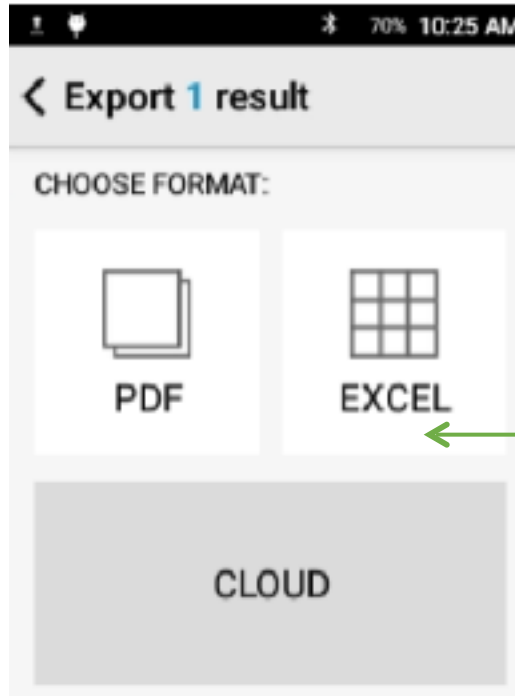 70% 10:25 AM
Export 1 result
CHOOSE FORMAT:
PDF EXCEL
CLOUD